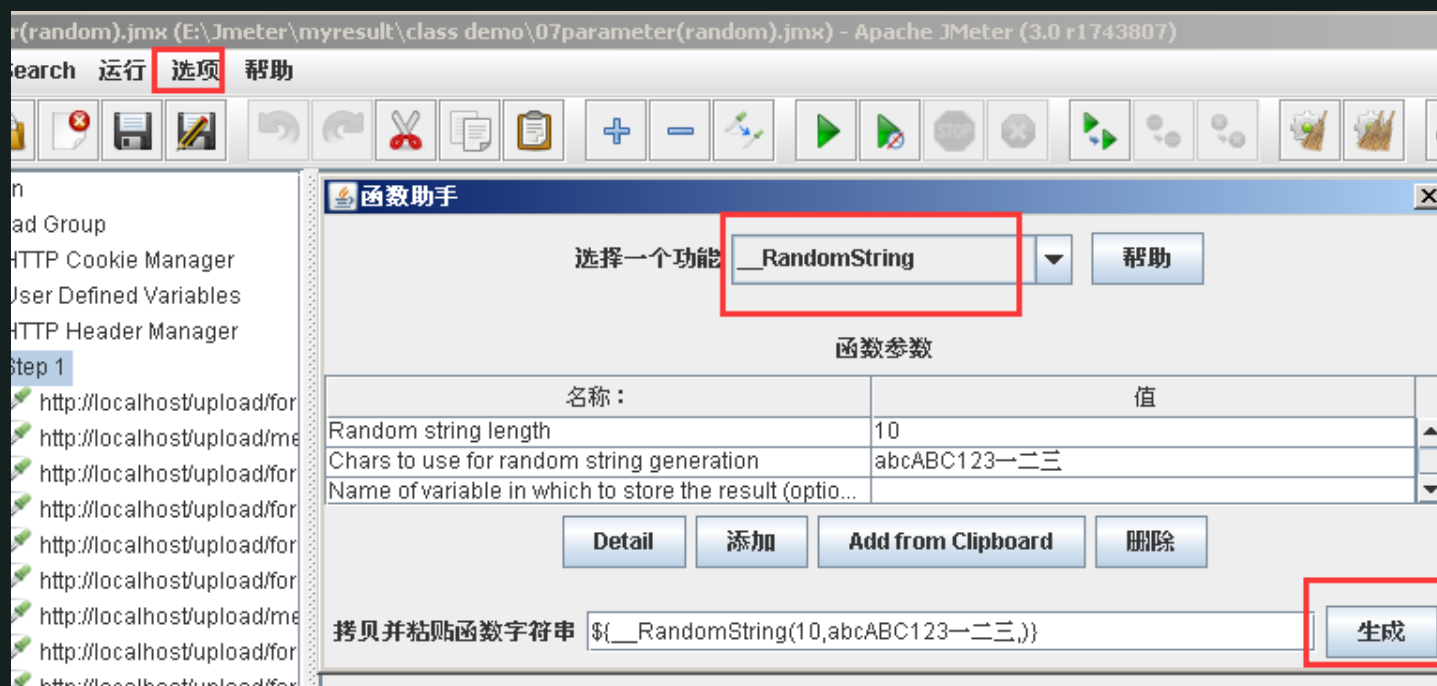 r(random).jmx (E:\Jmeter\myresult\class demo\07parameter(random).jmx) - Apache JMeter (3.0 r1743807)
Search 运行 选项 帮助
STOP
n
ad Group
HTTP Cookie Manager
User Defined Variables
HTTP Header Manager
Step 1
http://localhost/upload/for
http://localhost/upload/me
http://localhost/upload/for
http://localhost/upload/for
http://localhost/upload/for
http://localhost/upload/for
http://localhost/upload/me
http://localhost/upload/for
http://localhost/upload/for
函数助手
选择一个功能 __RandomString 帮助
函数参数
名称： 值
Random string length 10
Chars to use for random string generation abcABC123一二三
Name of variable in which to store the result (optio...
Detail 添加 Add from Clipboard 删除
拷贝并粘贴函数字符串 ${__RandomString(10,abcABC123一二三,)} 生成